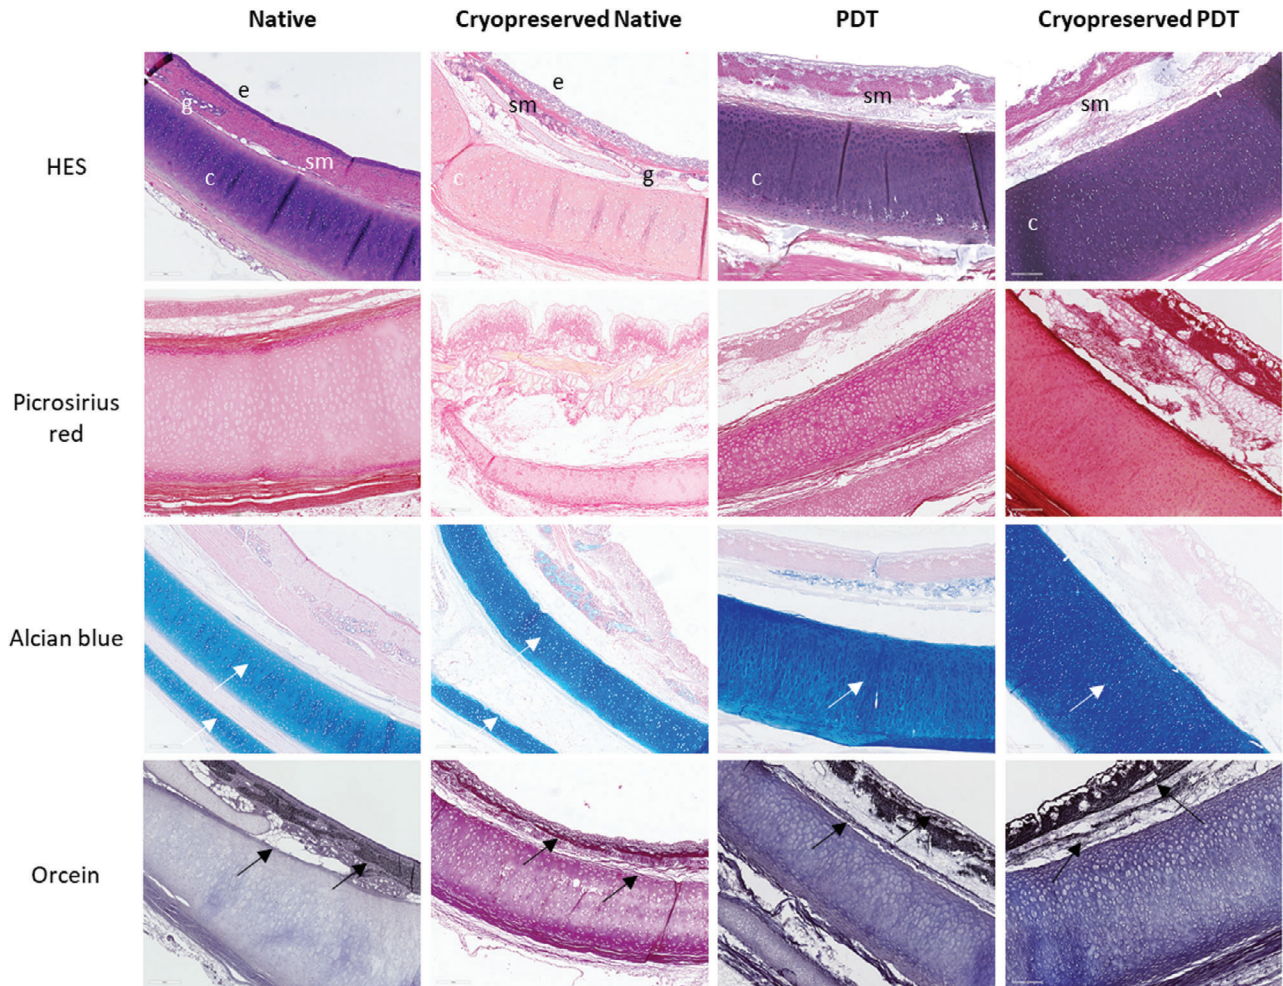 Native Cryopreserved Native PDT Cryopreserved PDT
HES
e
g
sm
c
e
sm
g
c
sm
c
sm
c
Picrosirius
red
Alcian blue
Orcein